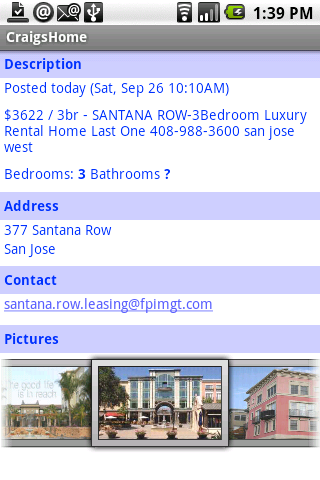 1:39 PM
CraigsHome
Description
Posted today (Sat, Sep 26 10:10AM)
$3622 / 3br - SANTANA ROW-3Bedroom Luxury
Rental Home Last One 408-988-3600 san jose
west
Bedrooms: 3 Bathrooms ?
Address
377 Santana Row
San Jose
Contact
santana.row.leasing@fpimgt.com
Pictures
he good life
is in reach